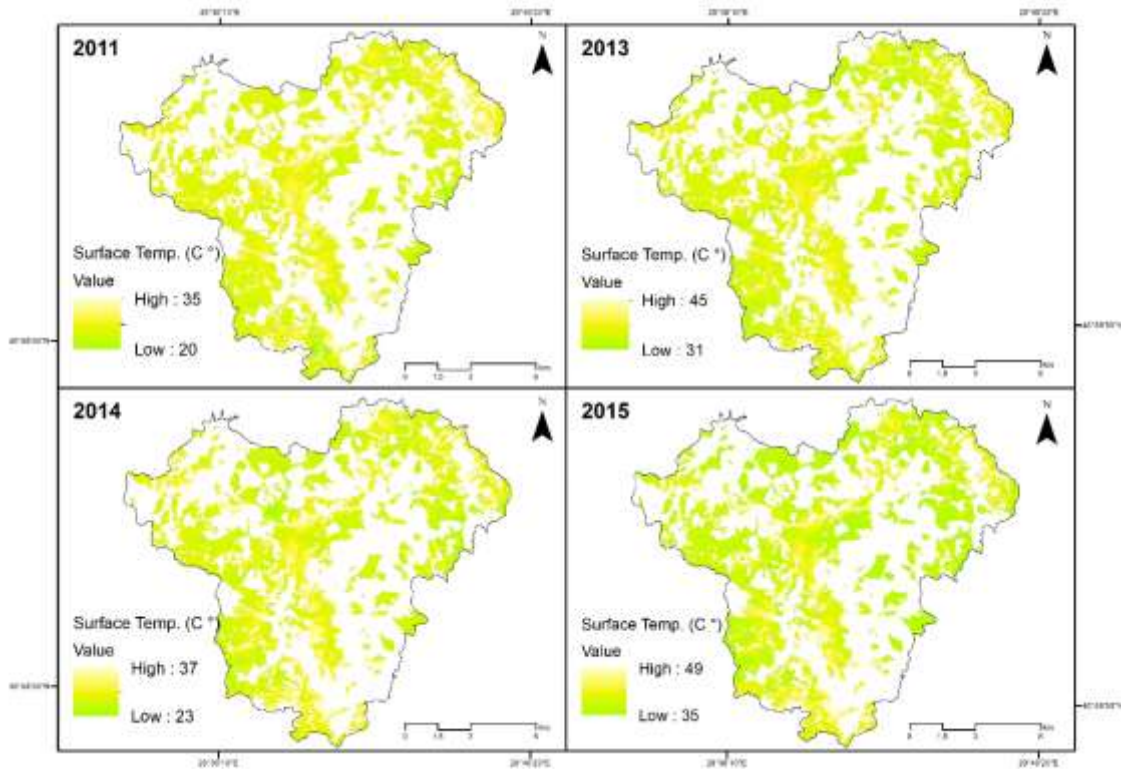 2011
N
Surface Temp. (C °)
Value
High : 35
Low : 20
2013
N
Surface Temp. (C °)
Value
High : 45
Low : 31
2014
N
Surface Temp. (C °)
Value
High : 37
Low : 23
2015
N
Surface Temp. (C °)
Value
High : 49
Low : 35